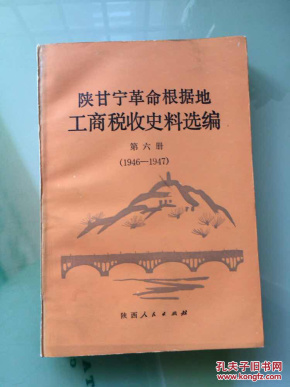 陕甘宁革命根据地
工商税收史料选编
第六册
(1946—1947)
陕西人民出版社
孔夫子旧书网